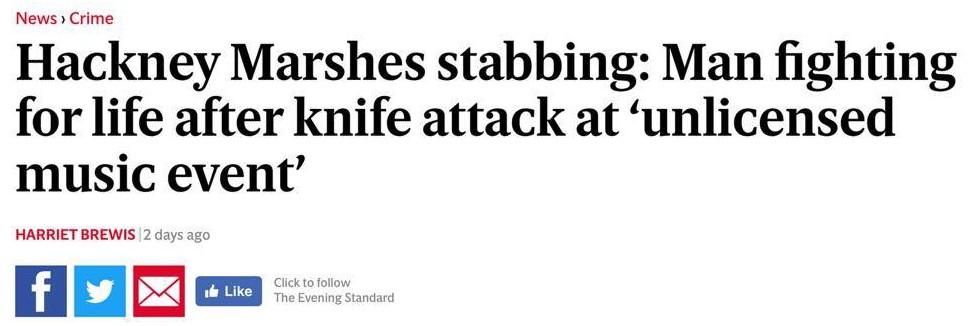 News › Crime
Hackney Marshes stabbing: Man fighting
for life after knife attack at ‘unlicensed
music event’
HARRIET BREWIS | 2 days ago
f
Like
Click to follow
The Evening Standard